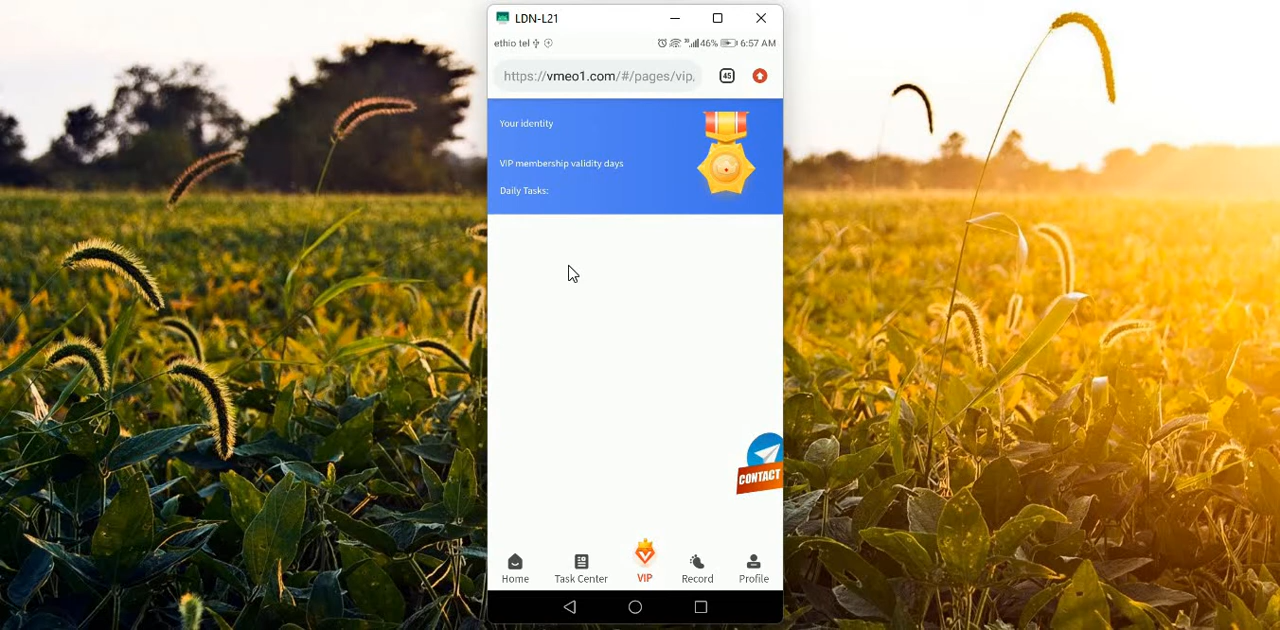 LDN-L21
ethio tel
46% 6:57 AM
https://vmeo1.com/#/pages/vip,
45
Your identity
VIP membership validity days
Daily Tasks:
CONTACT
Home
Task Center
VIP
Record
Profile